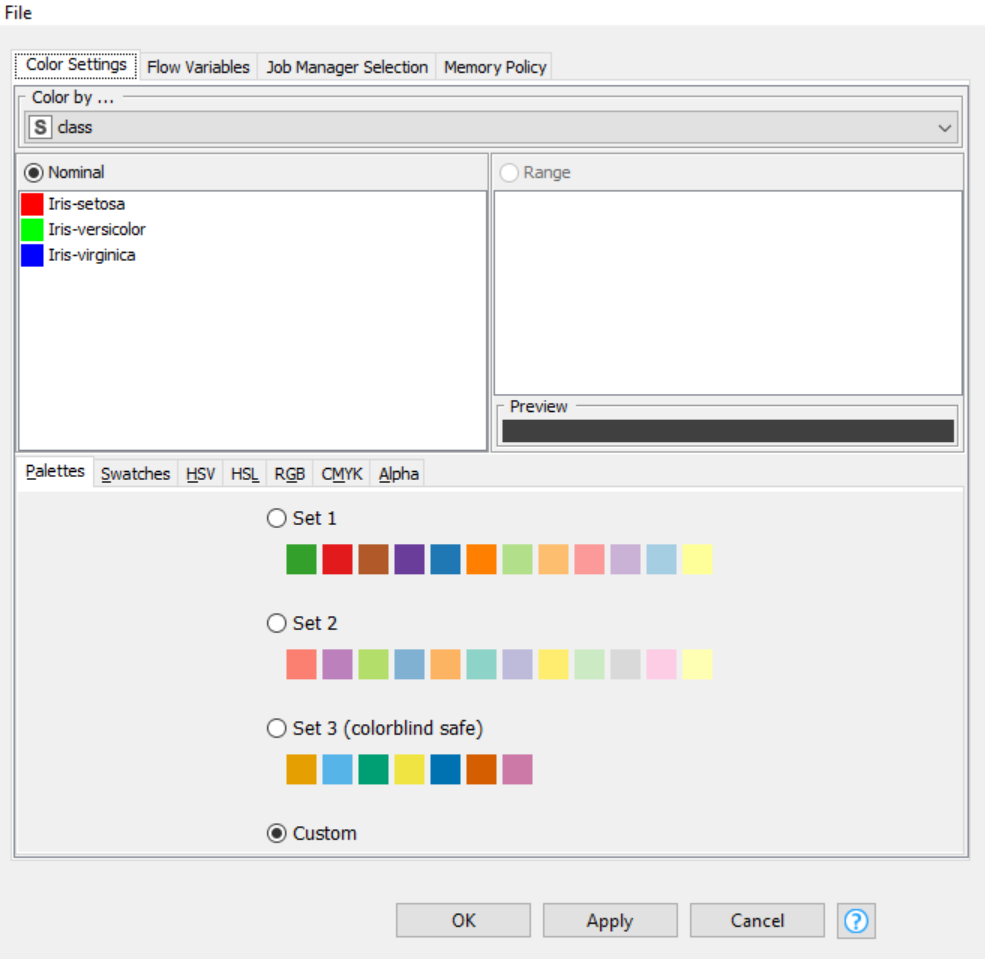 File
Color Settings Flow Variables Job Manager Selection Memory Policy
Color by ...
S class
Nominal
Range
Iris-setosa
Iris-versicolor
Iris-virginica
Preview
Palettes Swatches HSV HSL RGB CMYK Alpha
Set 1
Set 2
Set 3 (colorblind safe)
Custom
OK Apply Cancel ?